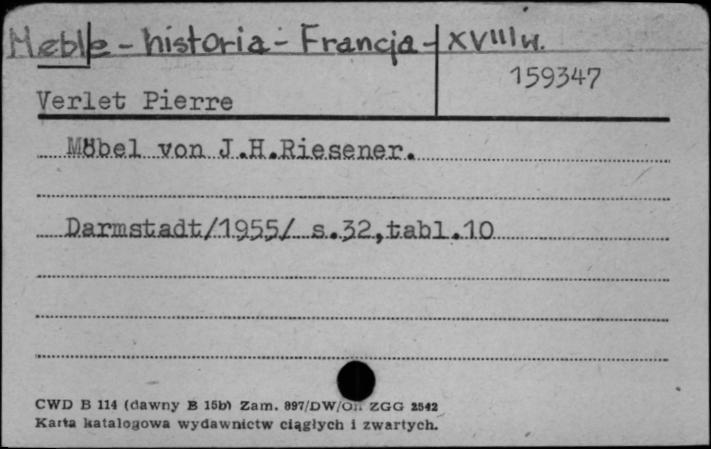 Meble - historia - Francja - XVIII w.
159347
Verlet Pierre
Möbel von J.H.Riesener.
Darmstadt/1955/ s.32,tabl.10
CWD B 114 (dawny B 15b) Zam. 897/DW/ ZGG 2542
Karta katalogowa wydawnictw ciągłych i zwartych.